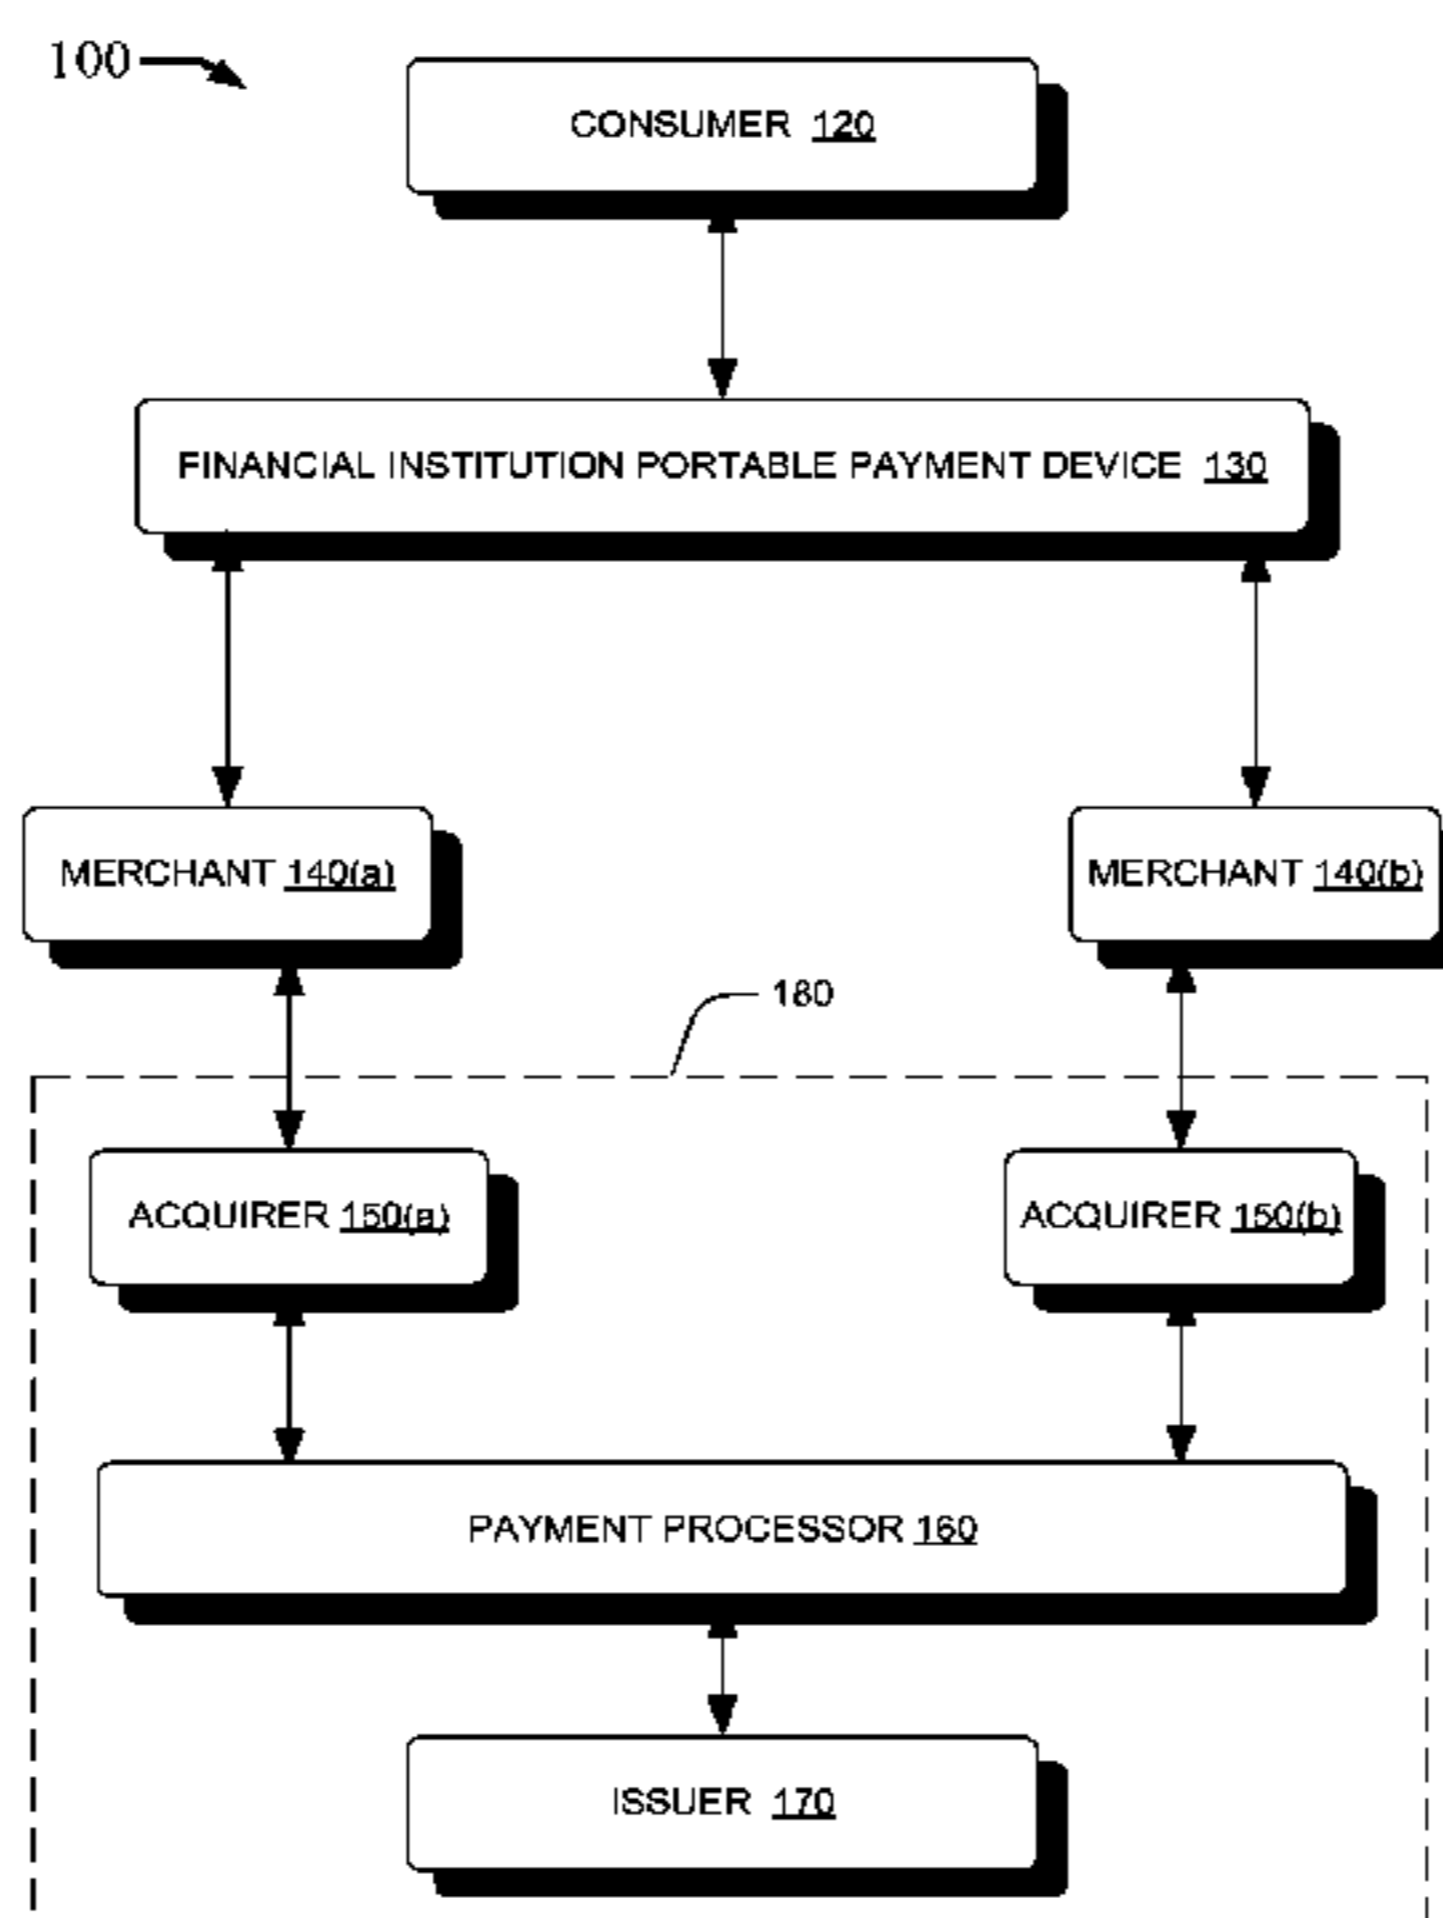 100
CONSUMER 120
FINANCIAL INSTITUTION PORTABLE PAYMENT DEVICE 130
MERCHANT 140(a)
MERCHANT 140(b)
180
ACQUIRER 150(a)
ACQUIRER 150(b)
PAYMENT PROCESSOR 160
ISSUER 170